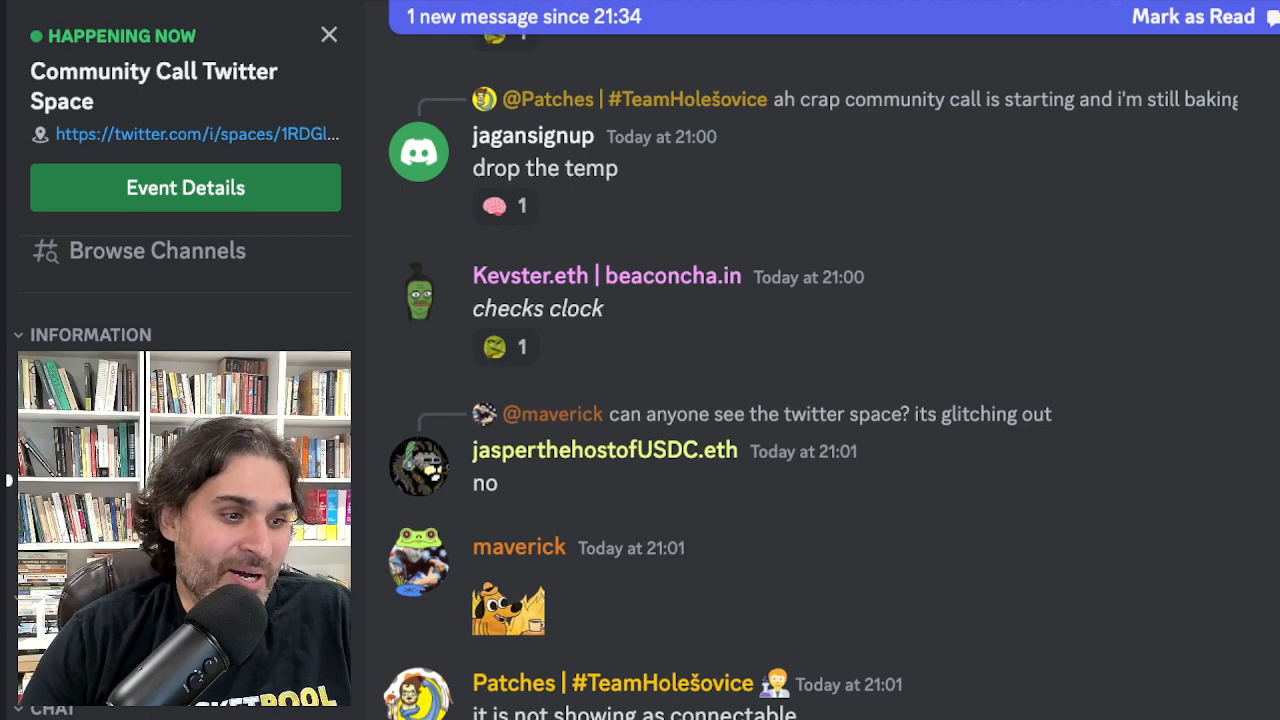 1 new message since 21:34
Mark as Read
HAPPENING NOW
Community Call Twitter
Space
https://twitter.com/i/spaces/1RDGl...
Event Details
Browse Channels
INFORMATION
CHAT
1
@Patches | #TeamHolešovice ah crap community call is starting and i'm still baking
jagansignup Today at 21:00
drop the temp
1
Kevster.eth | beaconcha.in Today at 21:00
checks clock
1
@maverick can anyone see the twitter space? its glitching out
jasperthehostofUSDC.eth Today at 21:01
no
maverick Today at 21:01
Patches | #TeamHolešovice Today at 21:01
it is not showing as connectable